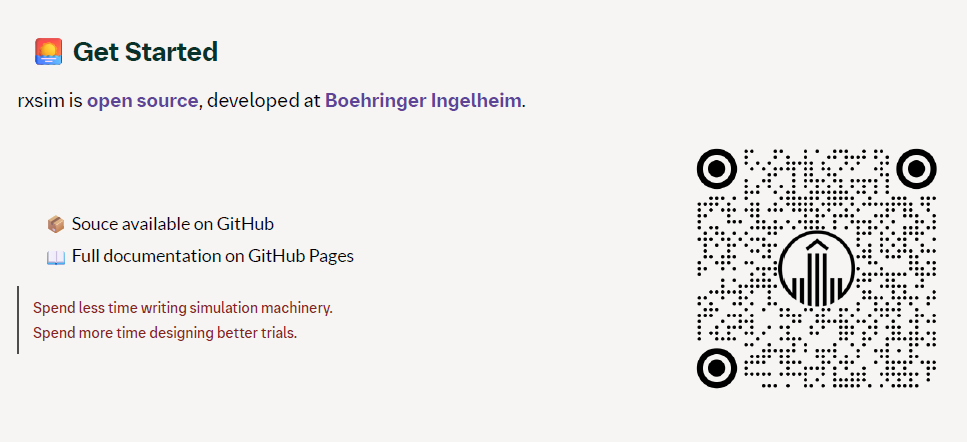 Get Started
rxsim is open source, developed at Boehringer Ingelheim.
Souce available on GitHub
Full documentation on GitHub Pages
Spend less time writing simulation machinery.
Spend more time designing better trials.